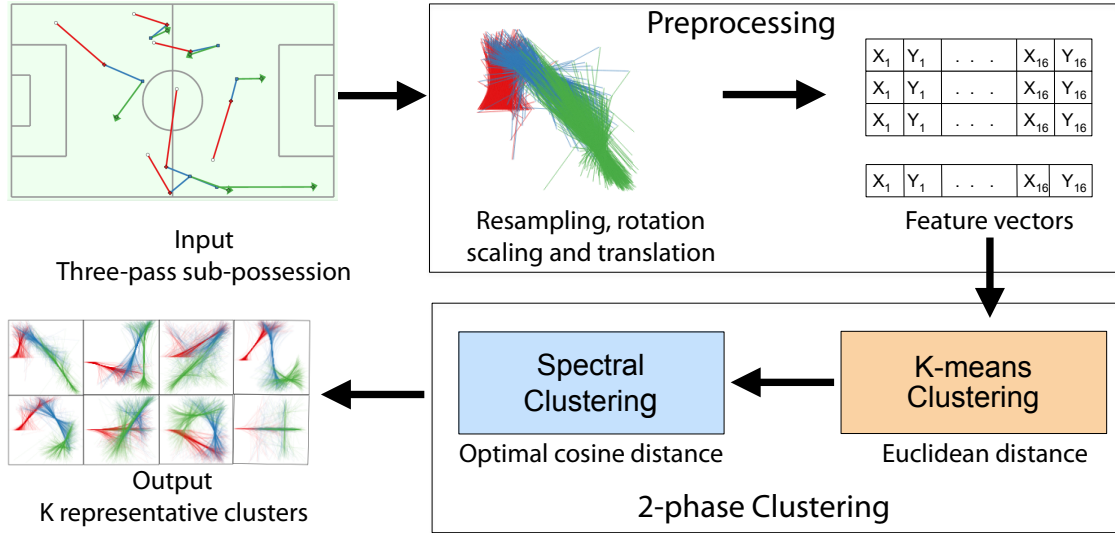 Preprocessing
X1 Y1 . . . X16 Y16
X1 Y1 . . . X16 Y16
X1 Y1 . . . X16 Y16
X1 Y1 . . . X16 Y16
Resampling, rotation
scaling and translation
Feature vectors
Input
Three-pass sub-possession
Spectral
Clustering
K-means
Clustering
Optimal cosine distance
Euclidean distance
2-phase Clustering
Output
K representative clusters